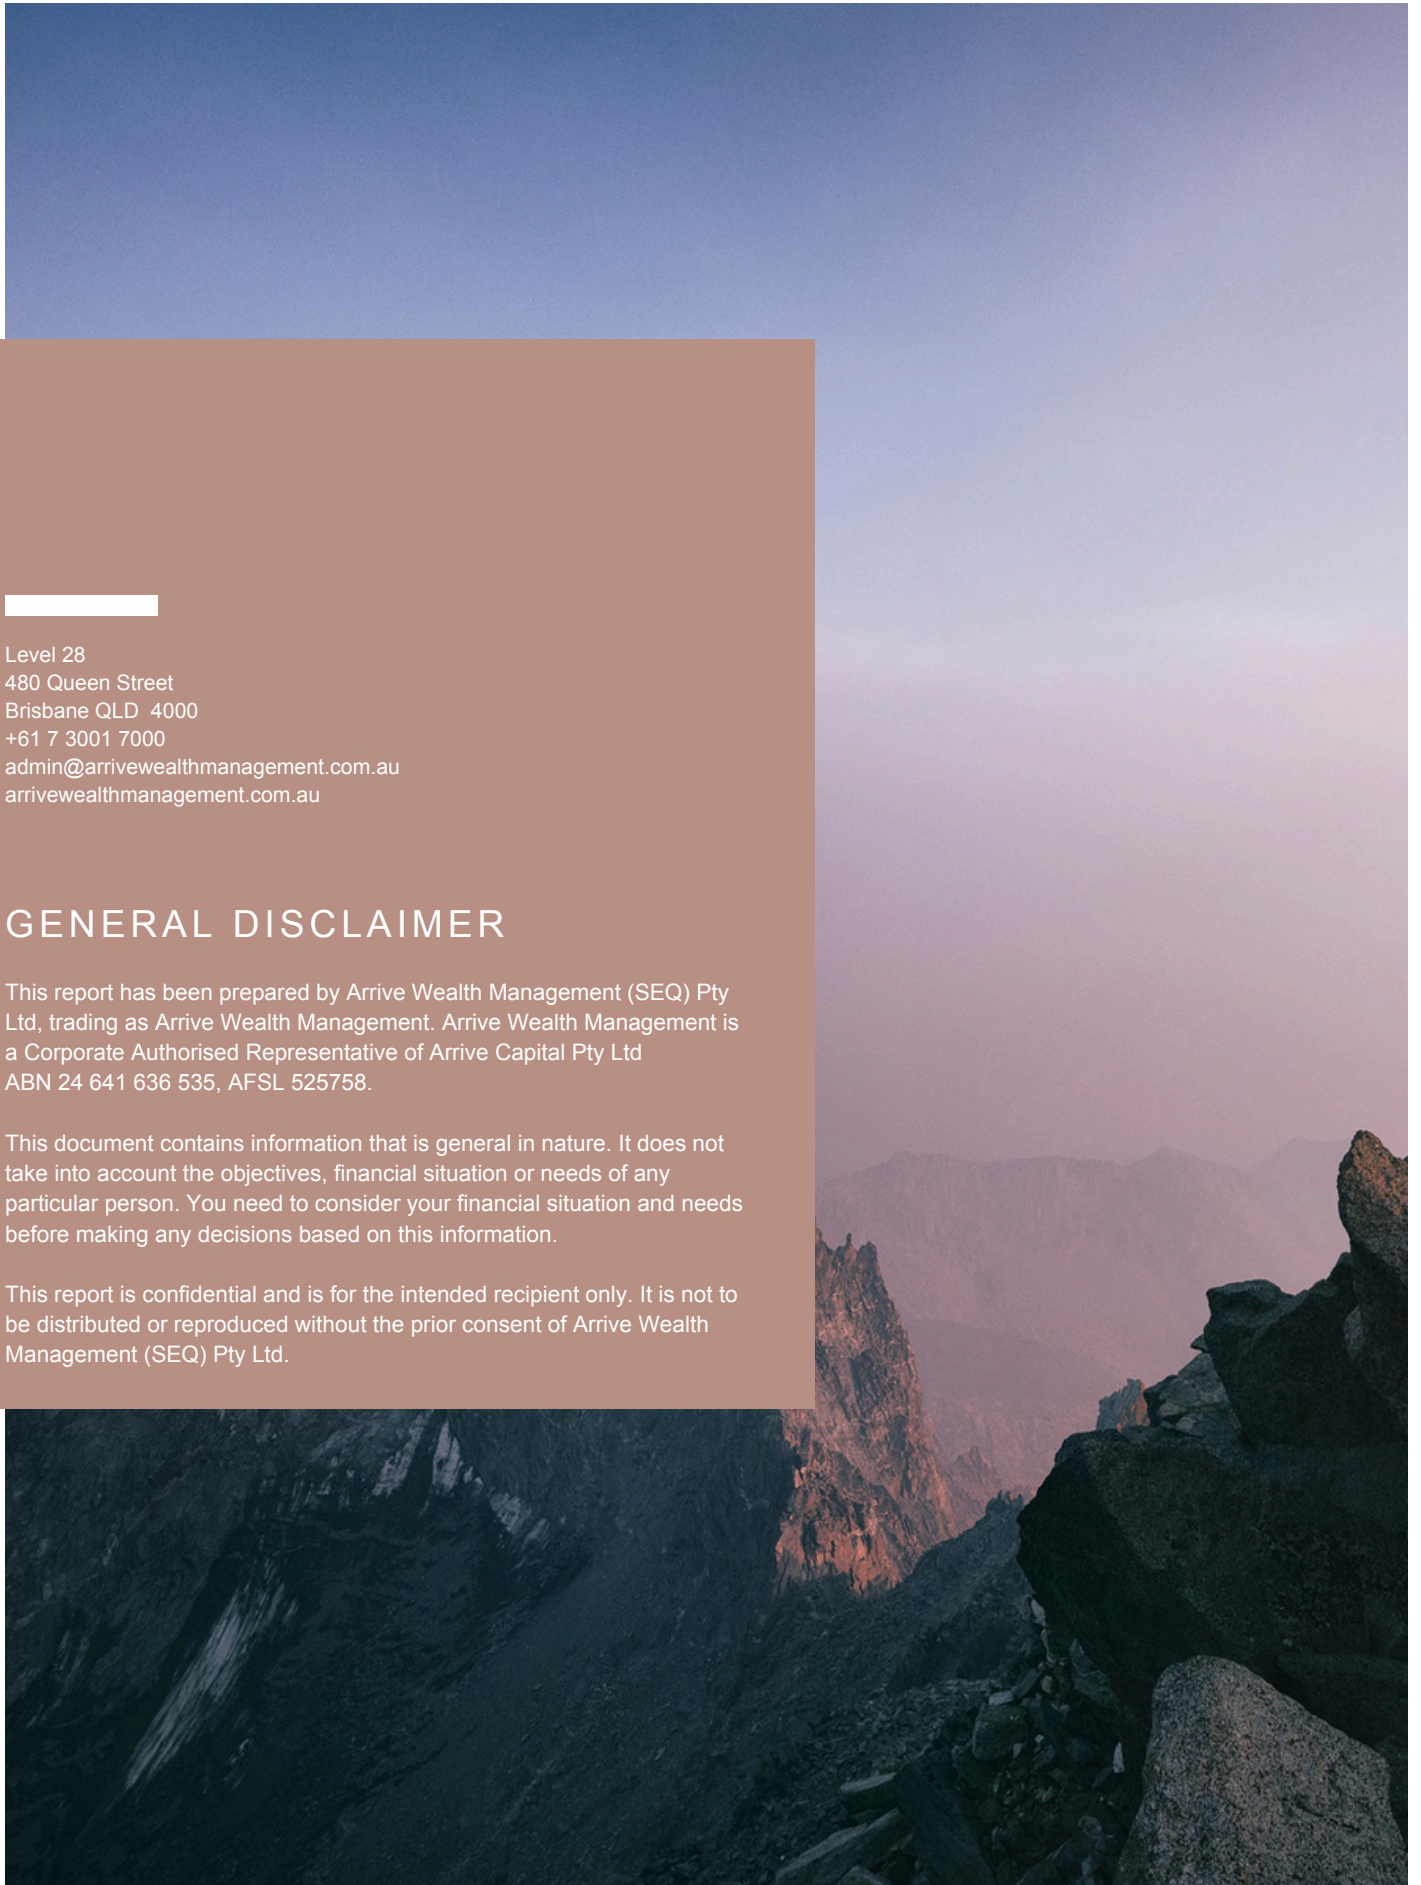 Level 28
480 Queen Street
Brisbane QLD  4000
+61 7 3001 7000
admin@arrivewealthmanagement.com.au
arrivewealthmanagement.com.au
GENERAL DISCLAIMER
This report has been prepared by Arrive Wealth Management (SEQ) Pty
Ltd, trading as Arrive Wealth Management. Arrive Wealth Management is
a Corporate Authorised Representative of Arrive Capital Pty Ltd
ABN 24 641 636 535, AFSL 525758.
This document contains information that is general in nature. It does not
take into account the objectives, financial situation or needs of any
particular person. You need to consider your financial situation and needs
before making any decisions based on this information.
This report is confidential and is for the intended recipient only. It is not to
be distributed or reproduced without the prior consent of Arrive Wealth
Management (SEQ) Pty Ltd.